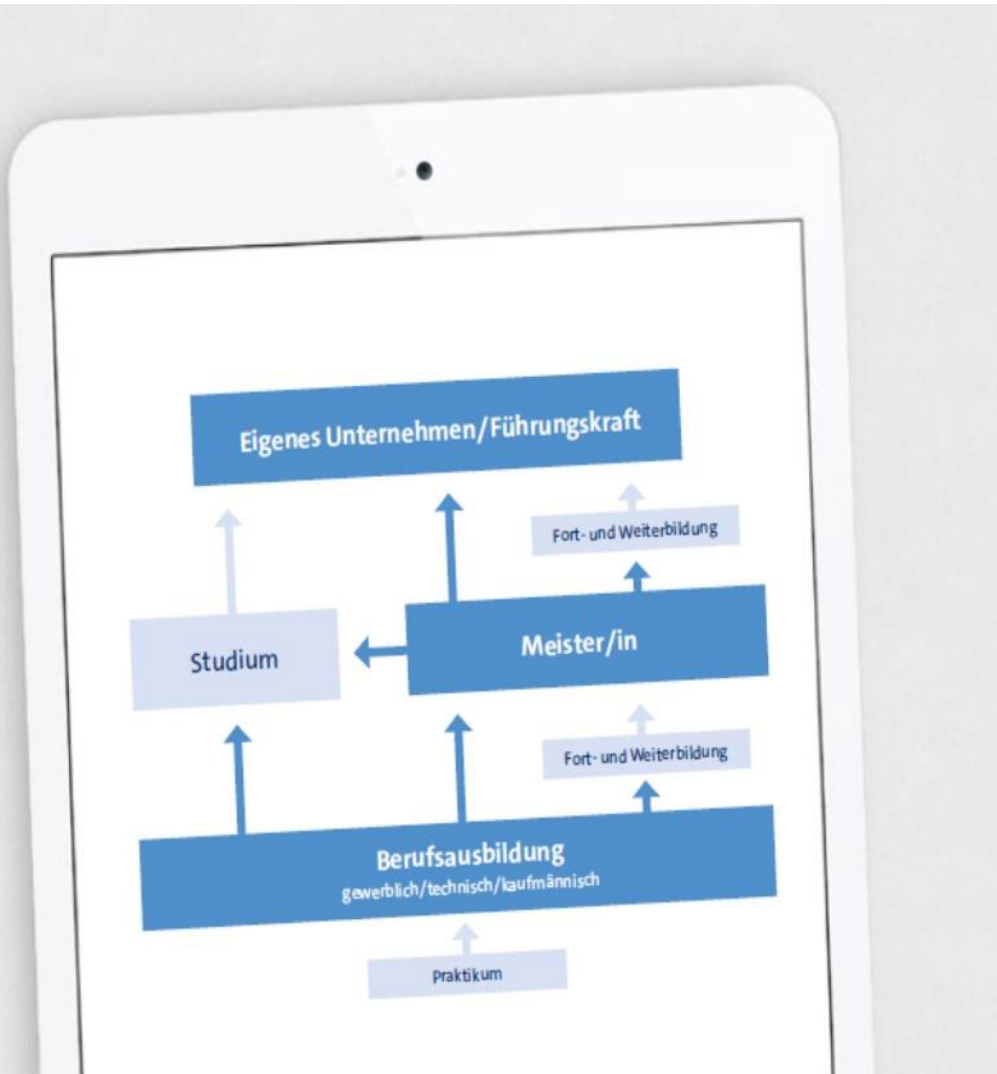 Eigenes Unternehmen/Führungskraft
Fort- und Weiterbildung
Studium
Meister/in
Fort- und Weiterbildung
Berufsausbildung
gewerblich/technisch/kaufmännisch
Praktikum